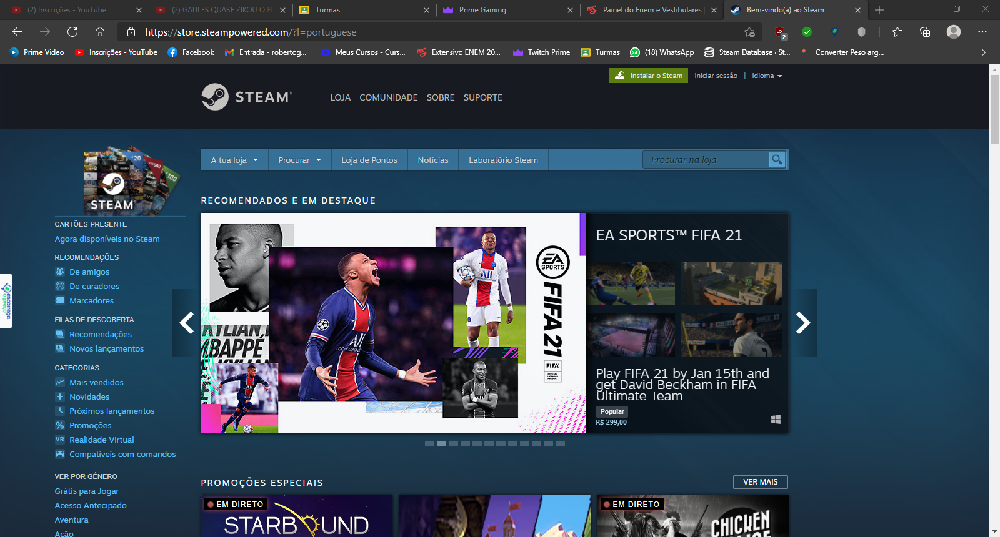 (2) Inscrições - YouTube
(2) GAULES QUASE ZIKOU O FL
Turmas
Prime Gaming
Painel do Enem e Vestibulares
Bem-vindo(a) ao Steam
https://store.steampowered.com/?l=portuguese
2
Prime Video
Inscrições - YouTube
Facebook
Entrada - robertog...
Meus Cursos - Curs...
Extensivo ENEM 20...
Twitch Prime
Turmas
24
(18) WhatsApp
Steam Database · St...
Converter Peso arg...
Instalar o Steam
Iniciar sessão | Idioma
STEAM®
LOJA COMUNIDADE SOBRE SUPORTE
A tua loja
Procurar
Loja de Pontos
Notícias
Laboratório Steam
Procurar na loja
STEAM
CARTÕES-PRESENTE
Agora disponíveis no Steam
RECOMENDAÇÕES
De amigos
De curadores
Marcadores
FILAS DE DESCOBERTA
Recomendações
Novos lançamentos
CATEGORIAS
Mais vendidos
Novidades
Próximos lançamentos
Promoções
VR Realidade Virtual
Compatíveis com comandos
VER POR GÉNERO
Grátis para Jogar
Acesso Antecipado
Aventura
Ação
escorrega o preço
RECOMENDADOS E EM DESTAQUE
EA SPORTS
FIFA 21
FIFA
EA SPORTS™ FIFA 21
Play FIFA 21 by Jan 15th and
get David Beckham in FIFA
Ultimate Team
Popular
R$ 299,00
PROMOÇÕES ESPECIAIS
VER MAIS
EM DIRETO
STARBOUND
EM DIRETO
CHICKEN